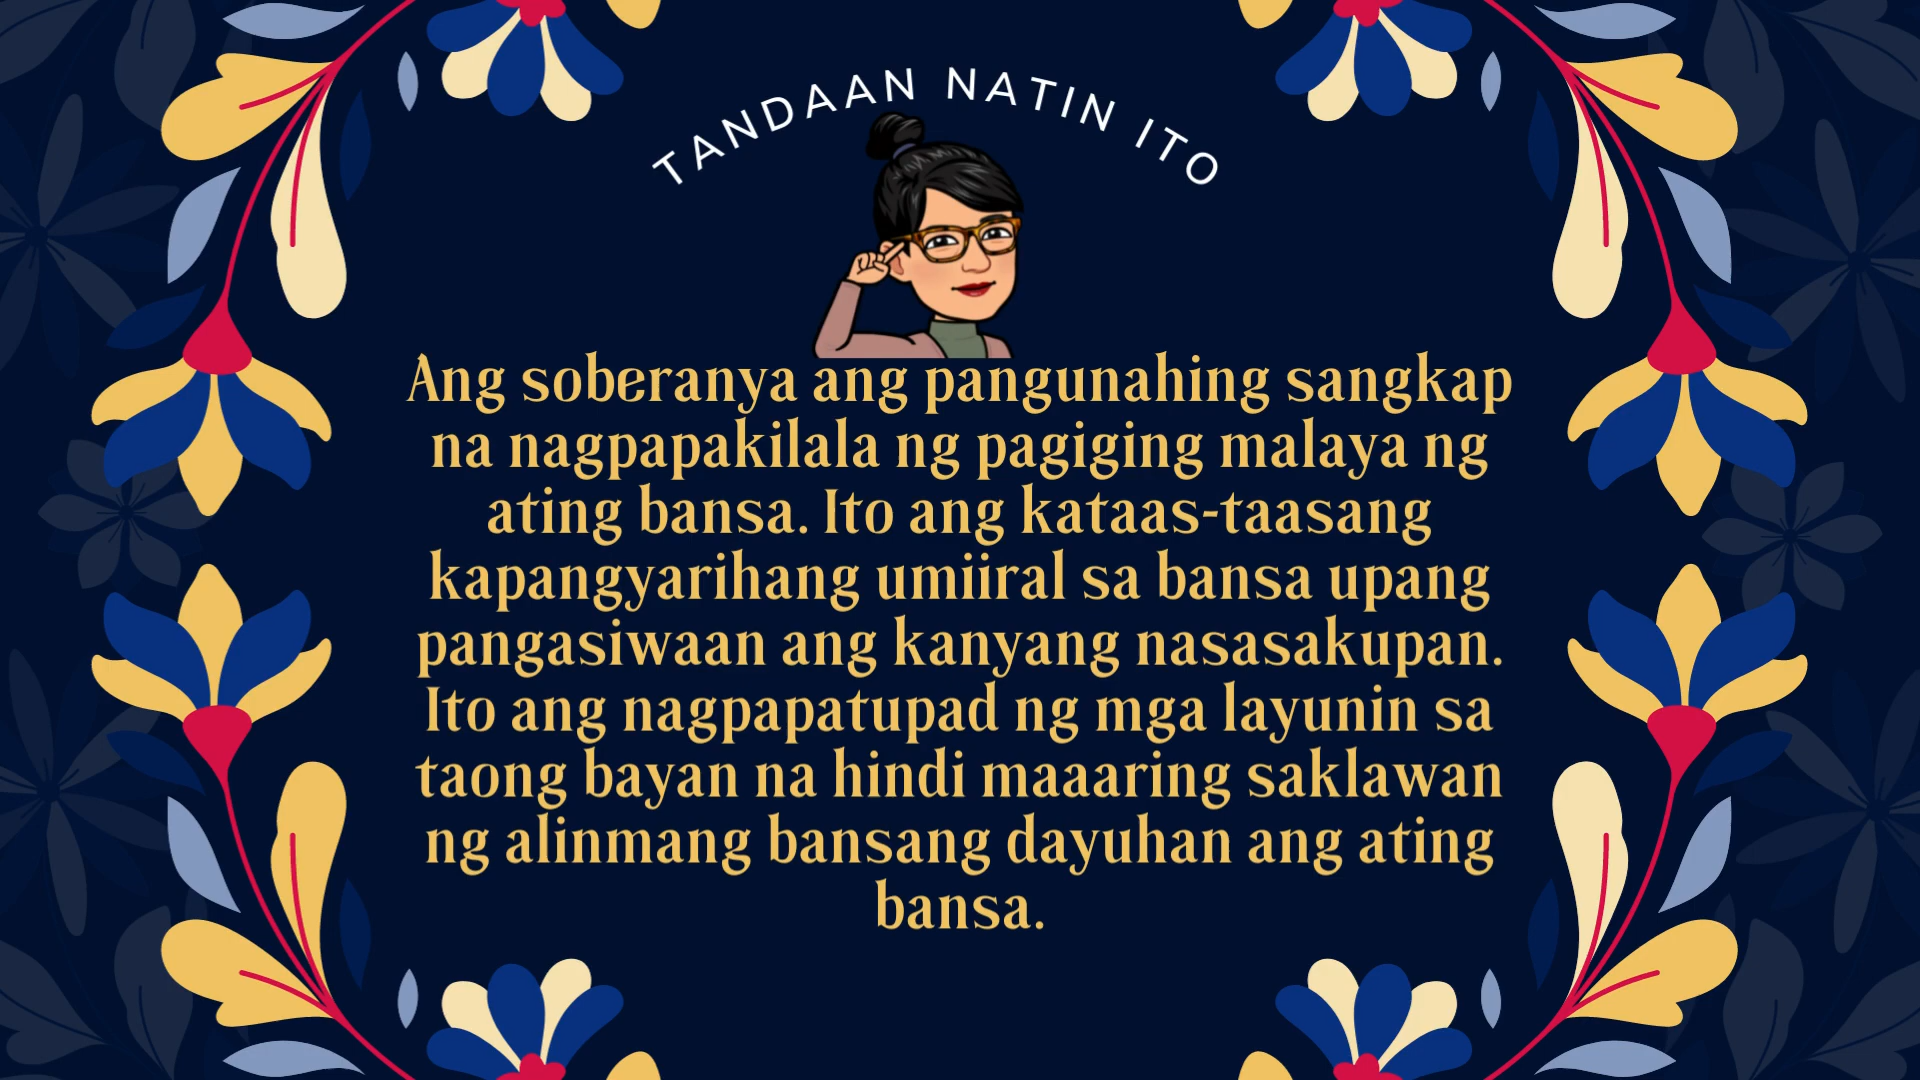 TANDAAN NATIN ITO
Ang soberanya ang pangunahing sangkap
na nagpapakilala ng pagiging malaya ng
ating bansa. Ito ang kataas-taasang
kapangyarihang umiiral sa bansa upang
pangasiwaan ang kanyang nasasakupan.
Ito ang nagpapatupad ng mga layunin sa
taong bayan na hindi maaaring saklawan
ng alinmang bansang dayuhan ang ating
bansa.